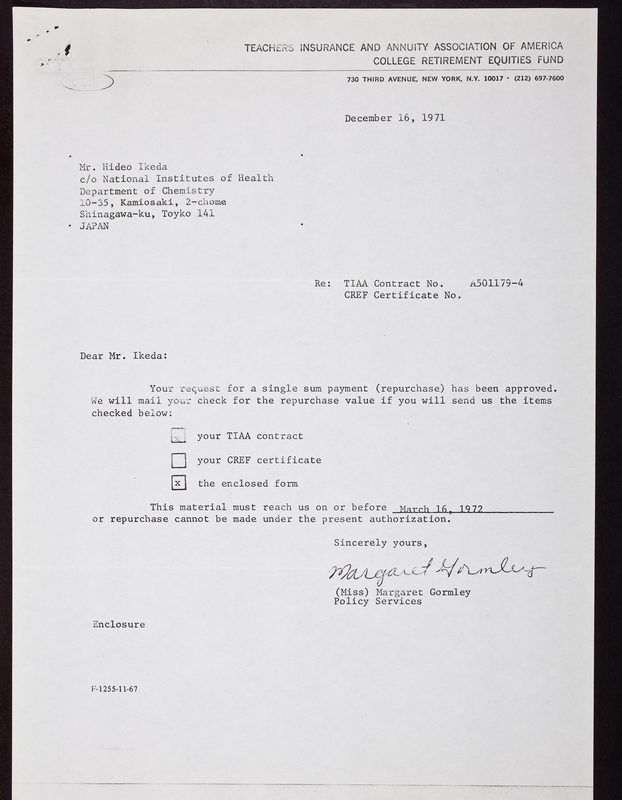 TEACHERS INSURANCE AND ANNUITY ASSOCIATION OF AMERICA
COLLEGE RETIREMENT EQUITIES FUND
730 THIRD AVENUE, NEW YORK, N.Y. 10017 • (212) 697-7600
December 16, 1971
Mr. Hideo Ikeda
c/o National Institutes of Health
Department of Chemistry
10-35, Kamiosaki, 2-chome
Shinagawa-ku, Toyko 141
JAPAN
Re: TIAA Contract No. A501179-4
CREF Certificate No.
Dear Mr. Ikeda:
Your request for a single sum payment (repurchase) has been approved.
We will mail your check for the repurchase value if you will send us the items
checked below:
x your TIAA contract
your CREF certificate
x the enclosed form
This material must reach us on or before March 16, 1972
or repurchase cannot be made under the present authorization.
Sincerely yours,
Margaret Gormley
(Miss) Margaret Gormley
Policy Services
Enclosure
F-1255-11-67